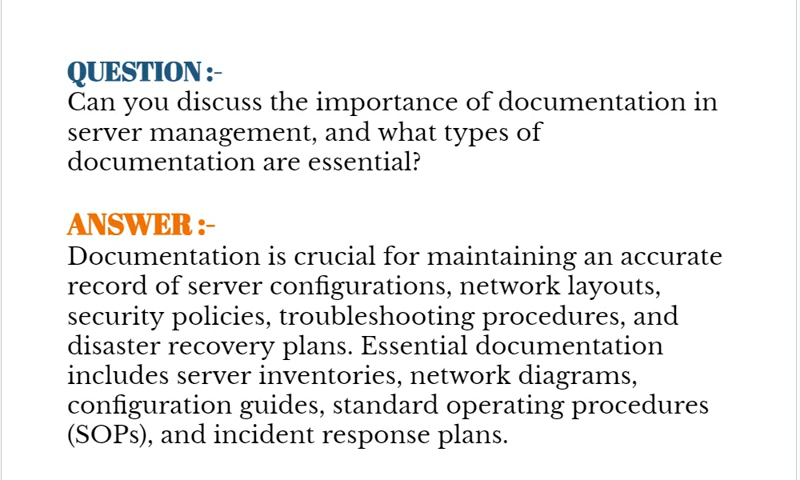 QUESTION :-
Can you discuss the importance of documentation in
server management, and what types of
documentation are essential?
ANSWER :-
Documentation is crucial for maintaining an accurate
record of server configurations, network layouts,
security policies, troubleshooting procedures, and
disaster recovery plans. Essential documentation
includes server inventories, network diagrams,
configuration guides, standard operating procedures
(SOPs), and incident response plans.